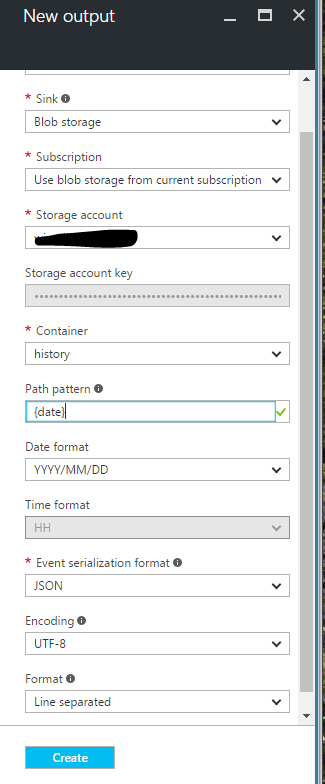 New output
* Sink
Blob storage
* Subscription
Use blob storage from current subscription
* Storage account
Storage account key
* Container
history
Path pattern
{date}
Date format
YYYY/MM/DD
Time format
HH
* Event serialization format
JSON
Encoding
UTF-8
Format
Line separated
Create